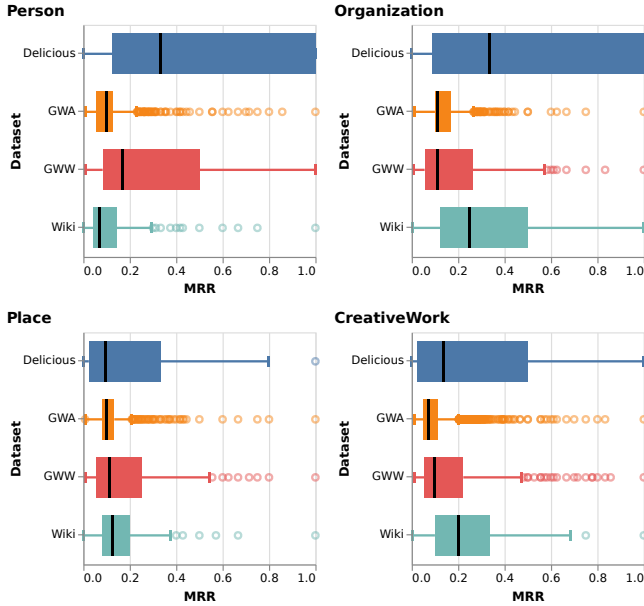 Person
Dataset
Delicious
GWA
GWW
Wiki
0.0 0.2 0.4 0.6 0.8 1.0
MRR
Organization
Dataset
Delicious
GWA
GWW
Wiki
0.0 0.2 0.4 0.6 0.8 1.0
MRR
Place
Dataset
Delicious
GWA
GWW
Wiki
0.0 0.2 0.4 0.6 0.8 1.0
MRR
CreativeWork
Dataset
Delicious
GWA
GWW
Wiki
0.0 0.2 0.4 0.6 0.8 1.0
MRR